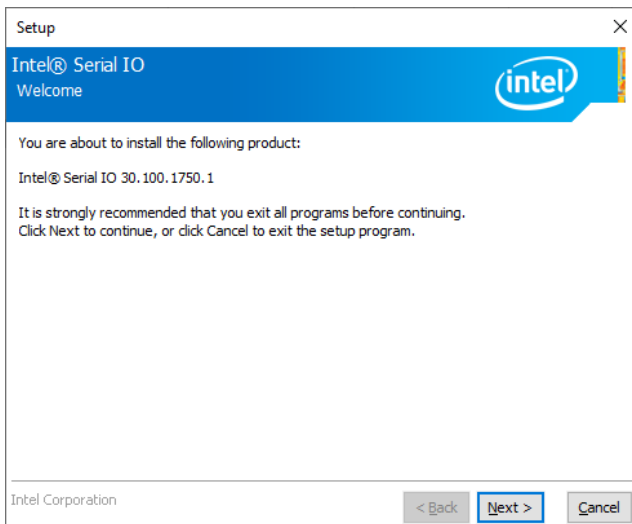 Setup
Intel® Serial IO
Welcome
intel
You are about to install the following product:
Intel® Serial IO 30.100.1750.1
It is strongly recommended that you exit all programs before continuing.
Click Next to continue, or click Cancel to exit the setup program.
Intel Corporation
< Back
Next >
Cancel